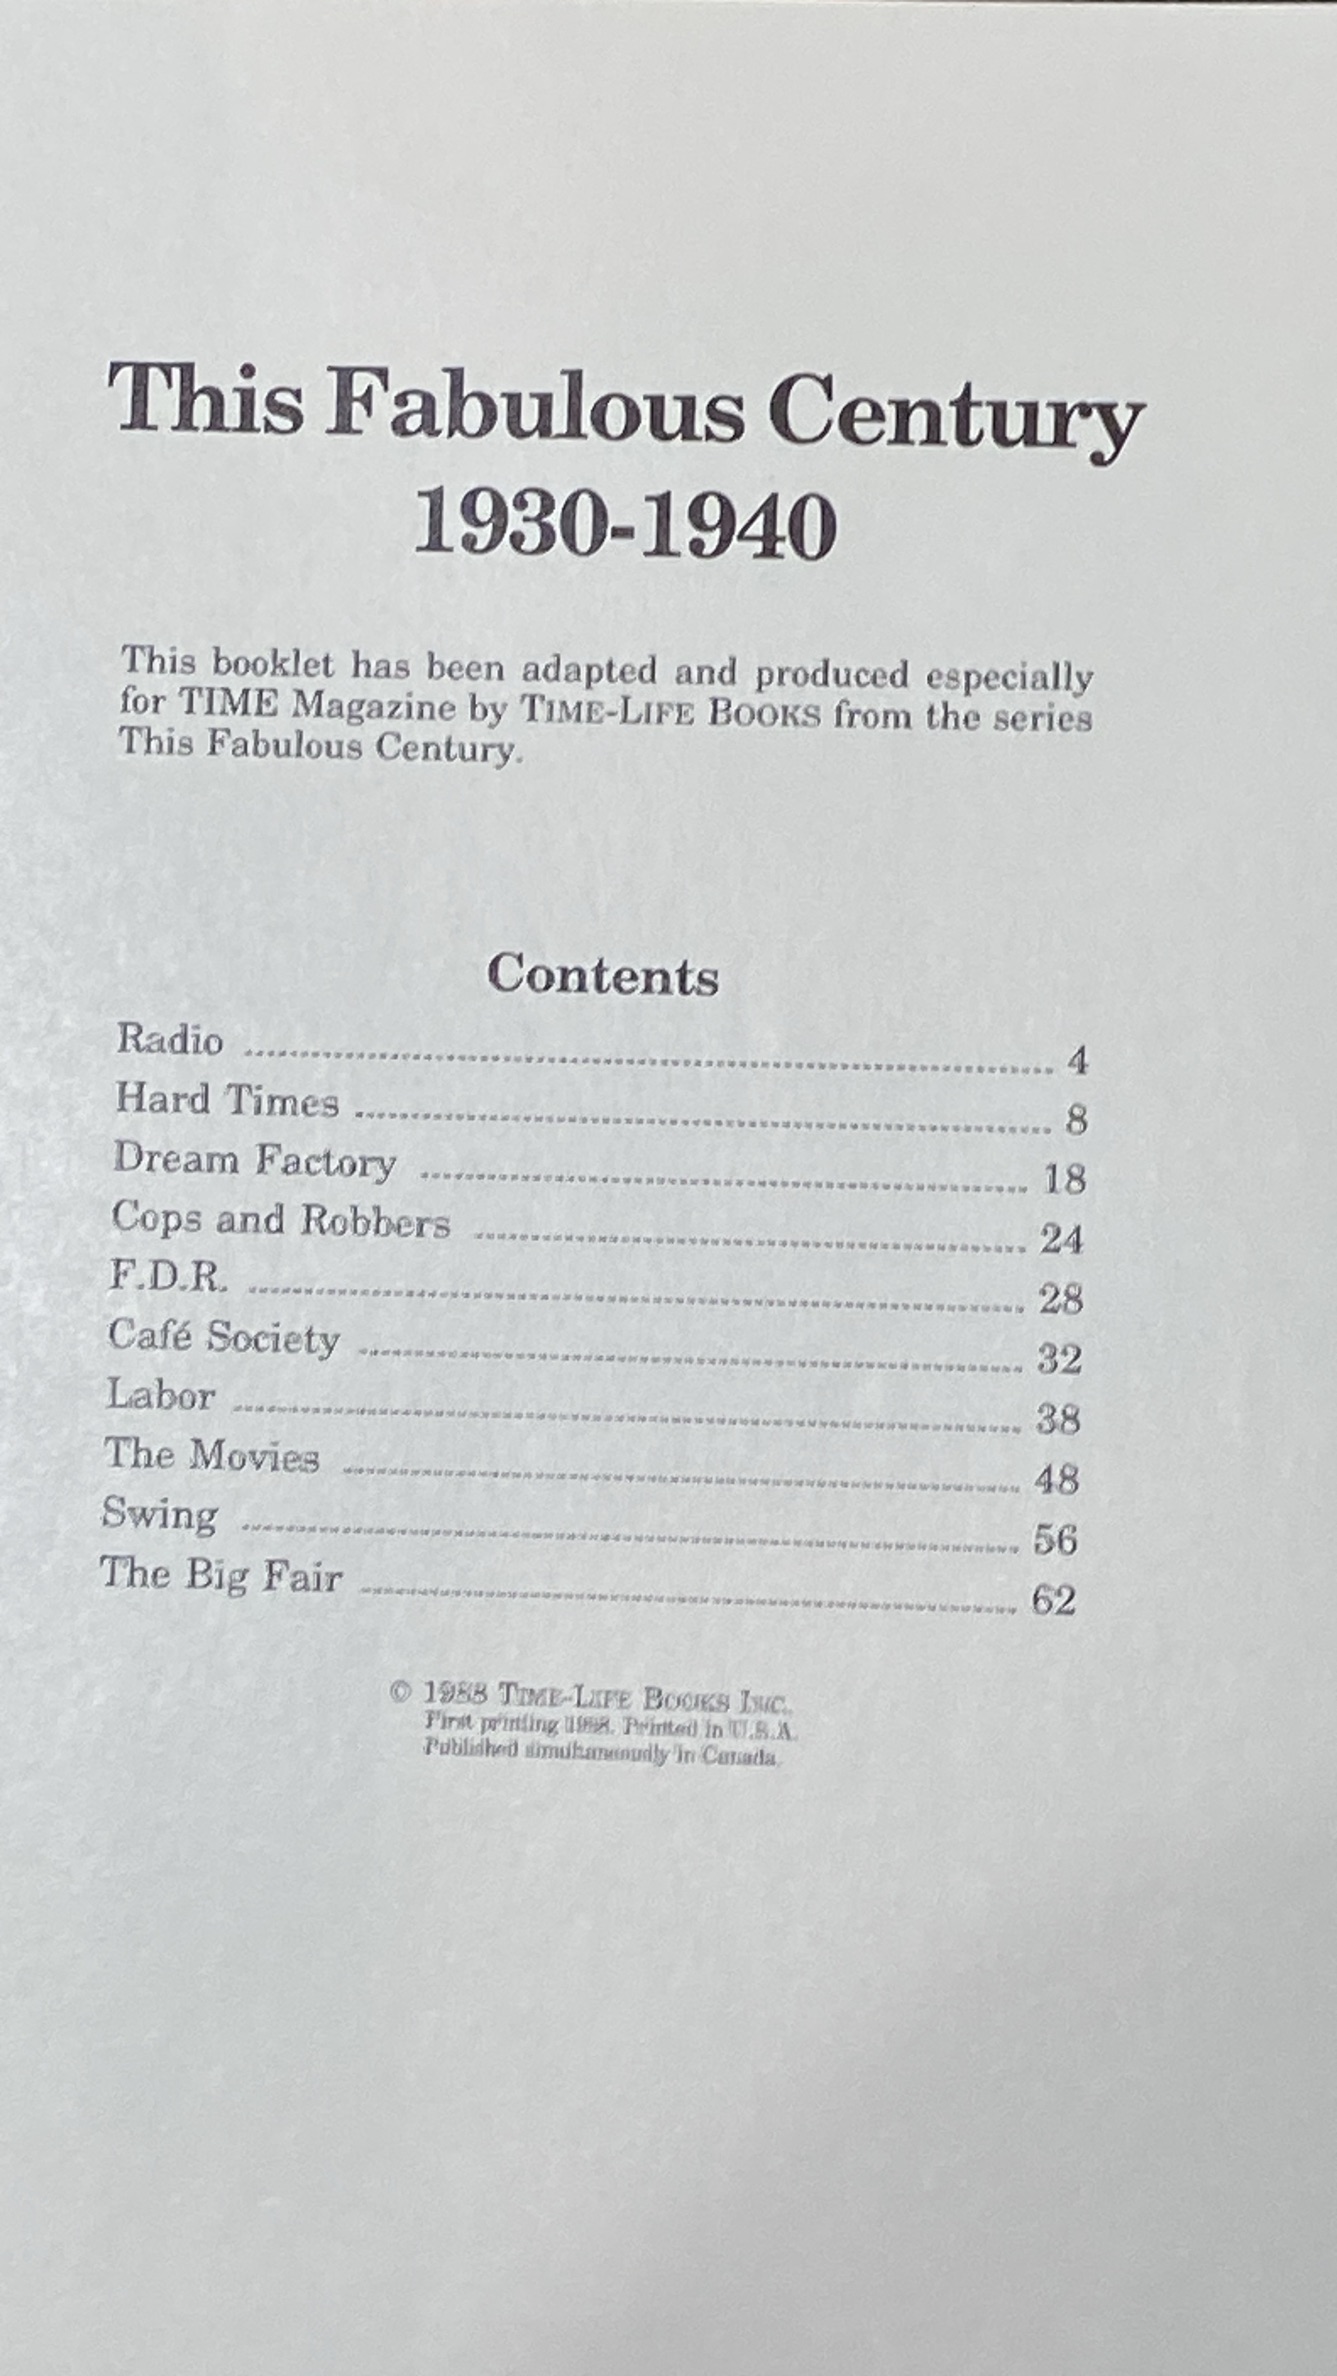 This Fabulous Century
1930-1940
This booklet has been adapted and produced especially
for TIME Magazine by TIME-LIFE BOOKS from the series
This Fabulous Century.
Contents
Radio ........................................ 4
Hard Times ........................................ 8
Dream Factory ........................................ 18
Cops and Robbers ........................................ 24
F.D.R. ........................................ 28
Café Society ........................................ 32
Labor ........................................ 38
The Movies ........................................ 48
Swing ........................................ 56
The Big Fair ........................................ 62
© 1988 TIME-LIFE BOOKS INC.
First printing 1988. Printed in U.S.A.
Published simultaneously in Canada.